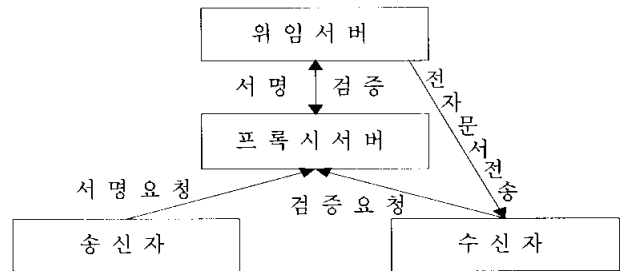 위임서버
서명 검증
전자문서전송
프록시서버
서명요청
검증요청
송신자
수신자